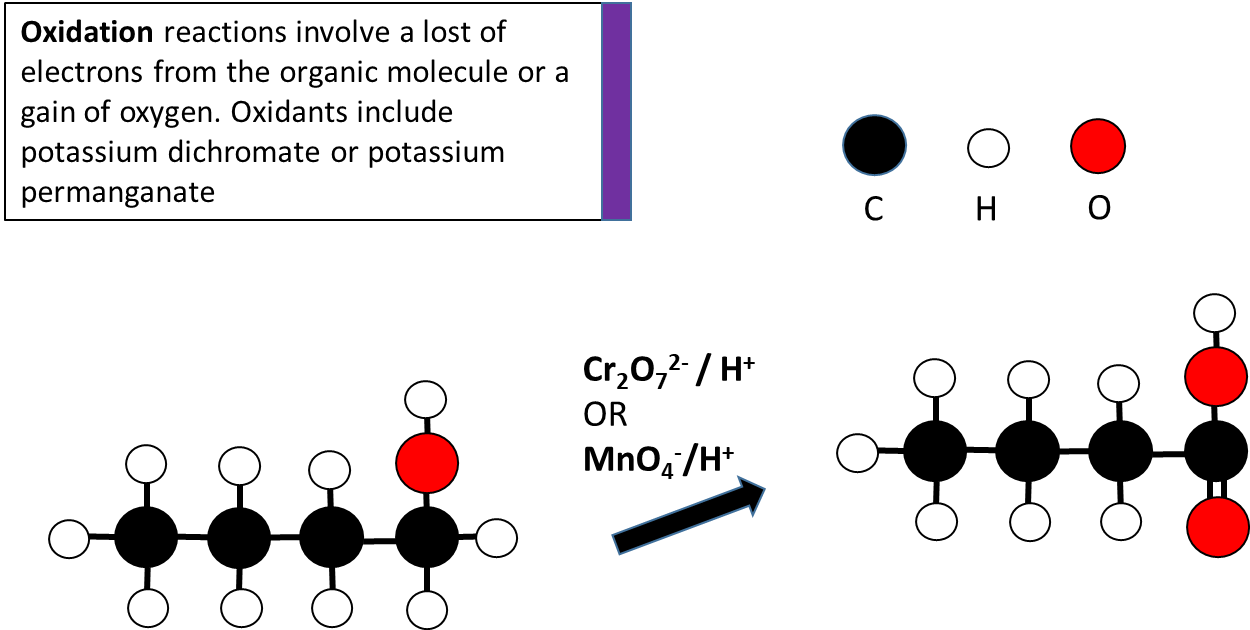 Oxidation reactions involve a lost of
electrons from the organic molecule or a
gain of oxygen. Oxidants include
potassium dichromate or potassium
permanganate
C H O
Cr₂O₇²⁻ / H⁺
OR
MnO₄⁻/H⁺